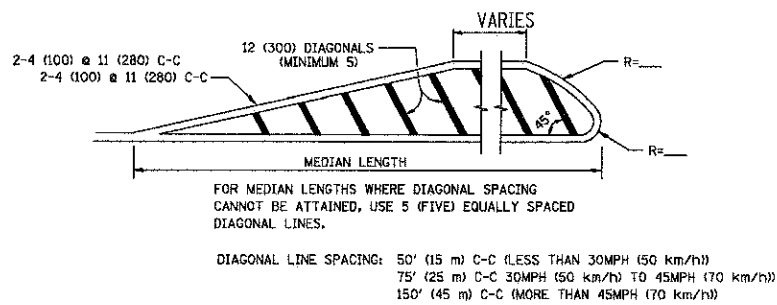 VARIES
12 (300) DIAGONALS
(MINIMUM 5)
2-4 (100) @ 11 (280) C-C
2-4 (100) @ 11 (280) C-C
R=___
45°
R=___
MEDIAN LENGTH
FOR MEDIAN LENGTHS WHERE DIAGONAL SPACING
CANNOT BE ATTAINED, USE 5 (FIVE) EQUALLY SPACED
DIAGONAL LINES.
DIAGONAL LINE SPACING: 50' (15 m) C-C (LESS THAN 30MPH (50 km/h))
75' (25 m) C-C 30MPH (50 km/h) TO 45MPH (70 km/h))
150' (45 m) C-C (MORE THAN 45MPH (70 km/h))